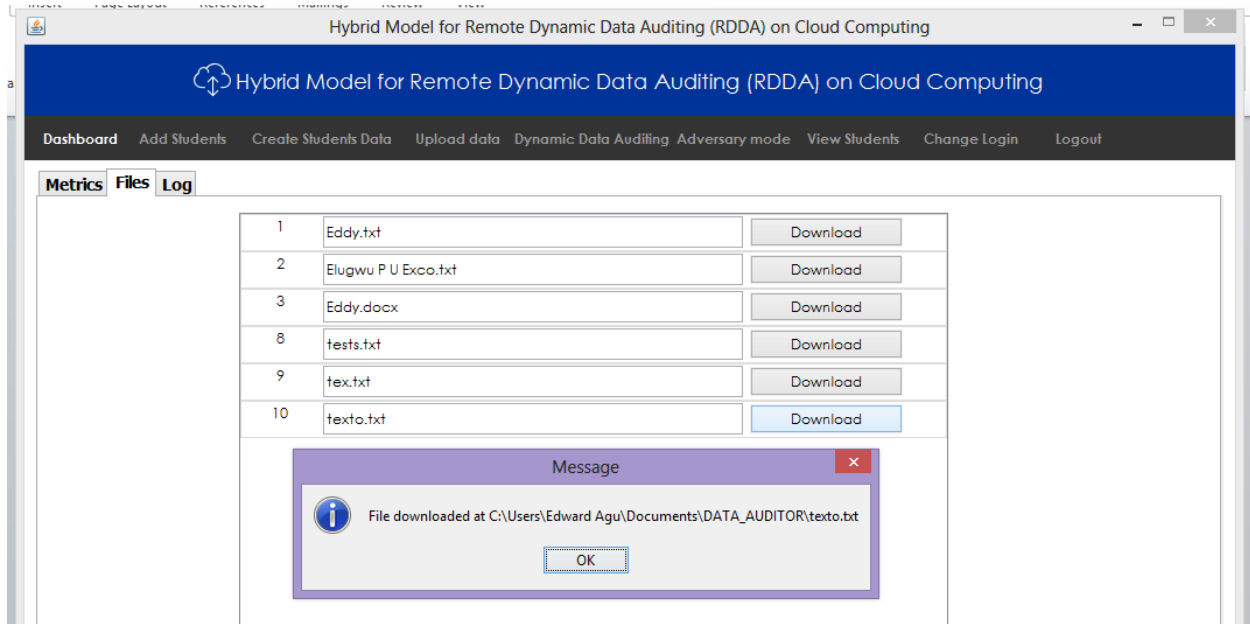 Hybrid Model for Remote Dynamic Data Auditing (RDDA) on Cloud Computing
Hybrid Model for Remote Dynamic Data Auditing (RDDA) on Cloud Computing
Dashboard Add Students Create Students Data Upload data Dynamic Data Auditing Adversary mode View Students Change Login Logout
Metrics Files Log
1 Eddy.txt Download
2 Elugwu P U Exco.txt Download
3 Eddy.docx Download
8 tests.txt Download
9 tex.txt Download
10 texto.txt Download
Message
File downloaded at C:\Users\Edward Agu\Documents\DATA_AUDITOR\texto.txt
OK